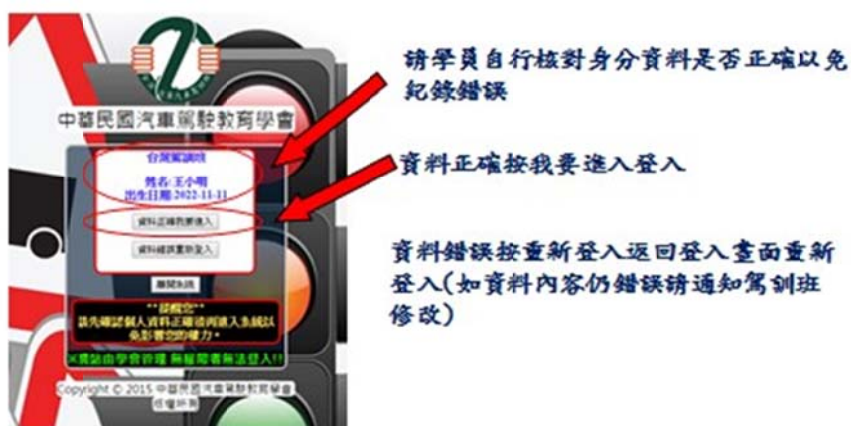 請學員自行核對身分資料是否正確以免
紀錄錯誤
中華民國汽車駕駛教育學會
台灣駕訓班
姓名:王小明
出生日期:2022-11-11
資料正確按我要進入登入
資料正確我要進入
資料錯誤重新登入
資料錯誤按重新登入返回登入畫面重新
登入(如資料內容仍錯誤請通知駕訓班
修改)
離開系統
**提醒您**
請先確認個人資料正確後再進入系統以
免影響您的權力。
Copyright © 2015 中華民國汽車駕駛教育學會
版權所有